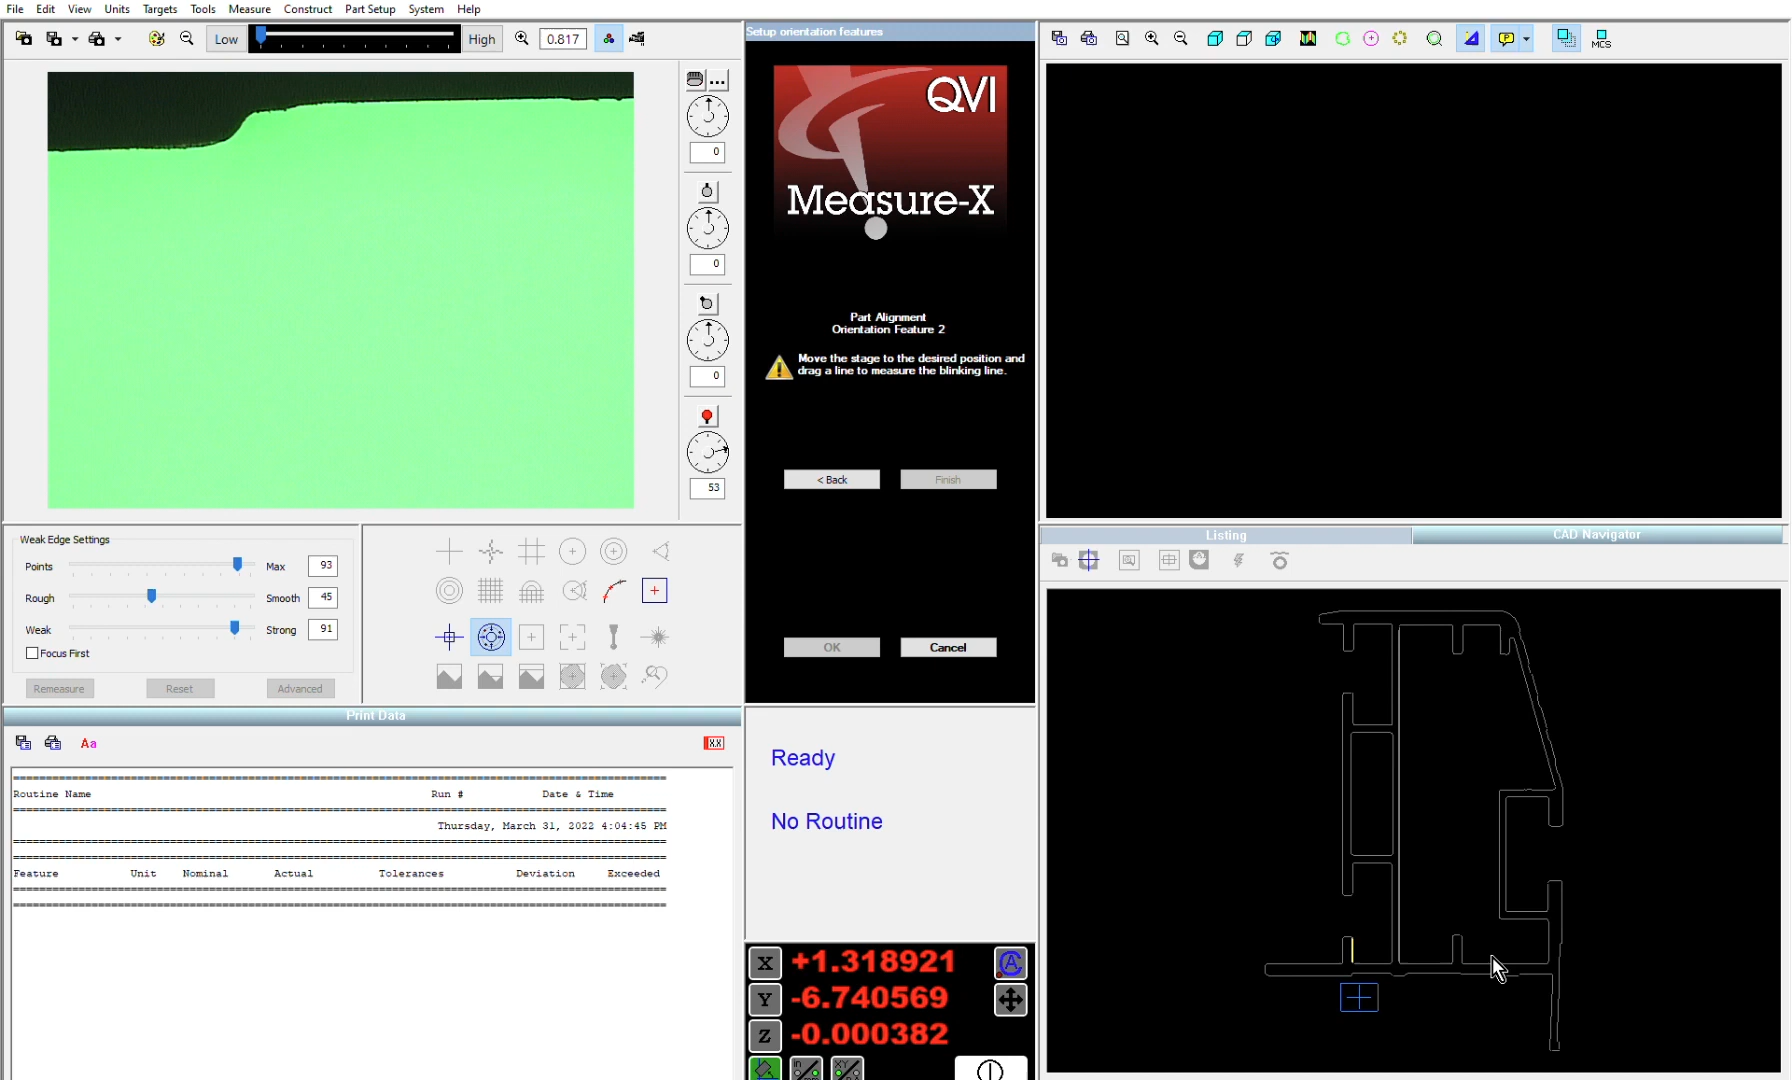 File Edit View Units Targets Tools Measure Construct Part Setup System Help
Low High 0.817
Setup orientation features
MCS
QVI
Measure-X
0
0
0
53
Part Alignment
Orientation Feature 2
Move the stage to the desired position and
drag a line to measure the blinking line.
< Back Finish
OK Cancel
Weak Edge Settings
Points Max 93
Rough Smooth 45
Weak Strong 91
Focus First
Remeasure Reset Advanced
Listing CAD Navigator
Print Data
Aa X.X
Routine Name Run # Date & Time
Thursday, March 31, 2022 4:04:45 PM
Feature Unit Nominal Actual Tolerances Deviation Exceeded
Ready
No Routine
X +1.318921 A
Y -6.740569
Z -0.000382